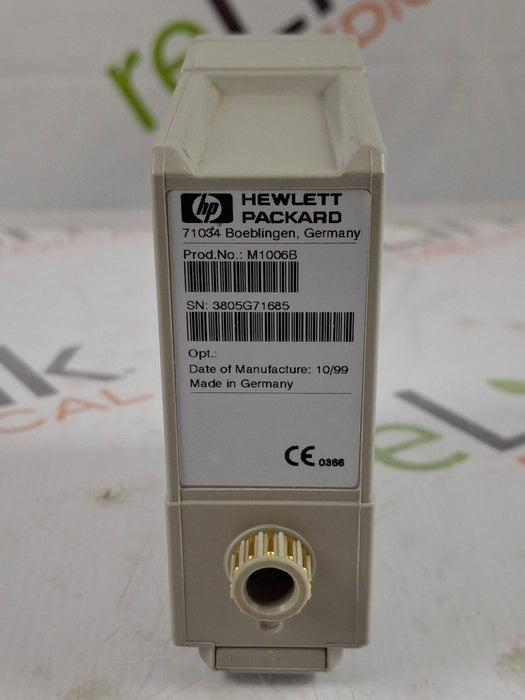 hp HEWLETT
PACKARD
71034 Boeblingen, Germany
Prod.No.: M1006B
SN: 3805G71685
Opt.:
Date of Manufacture: 10/99
Made in Germany
CE 0366